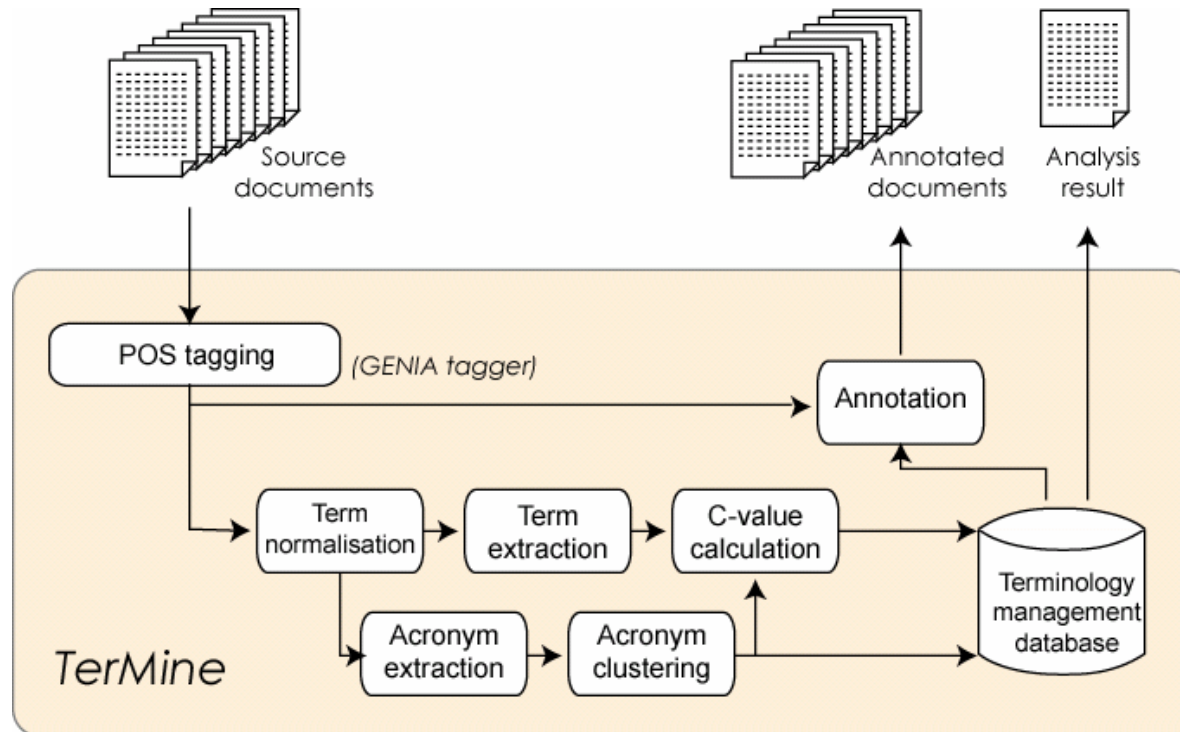 Source
documents
Annotated
documents
Analysis
result
POS tagging
(GENIA tagger)
Annotation
Term
normalisation
Term
extraction
C-value
calculation
Terminology
management
database
Acronym
extraction
Acronym
clustering
TerMine